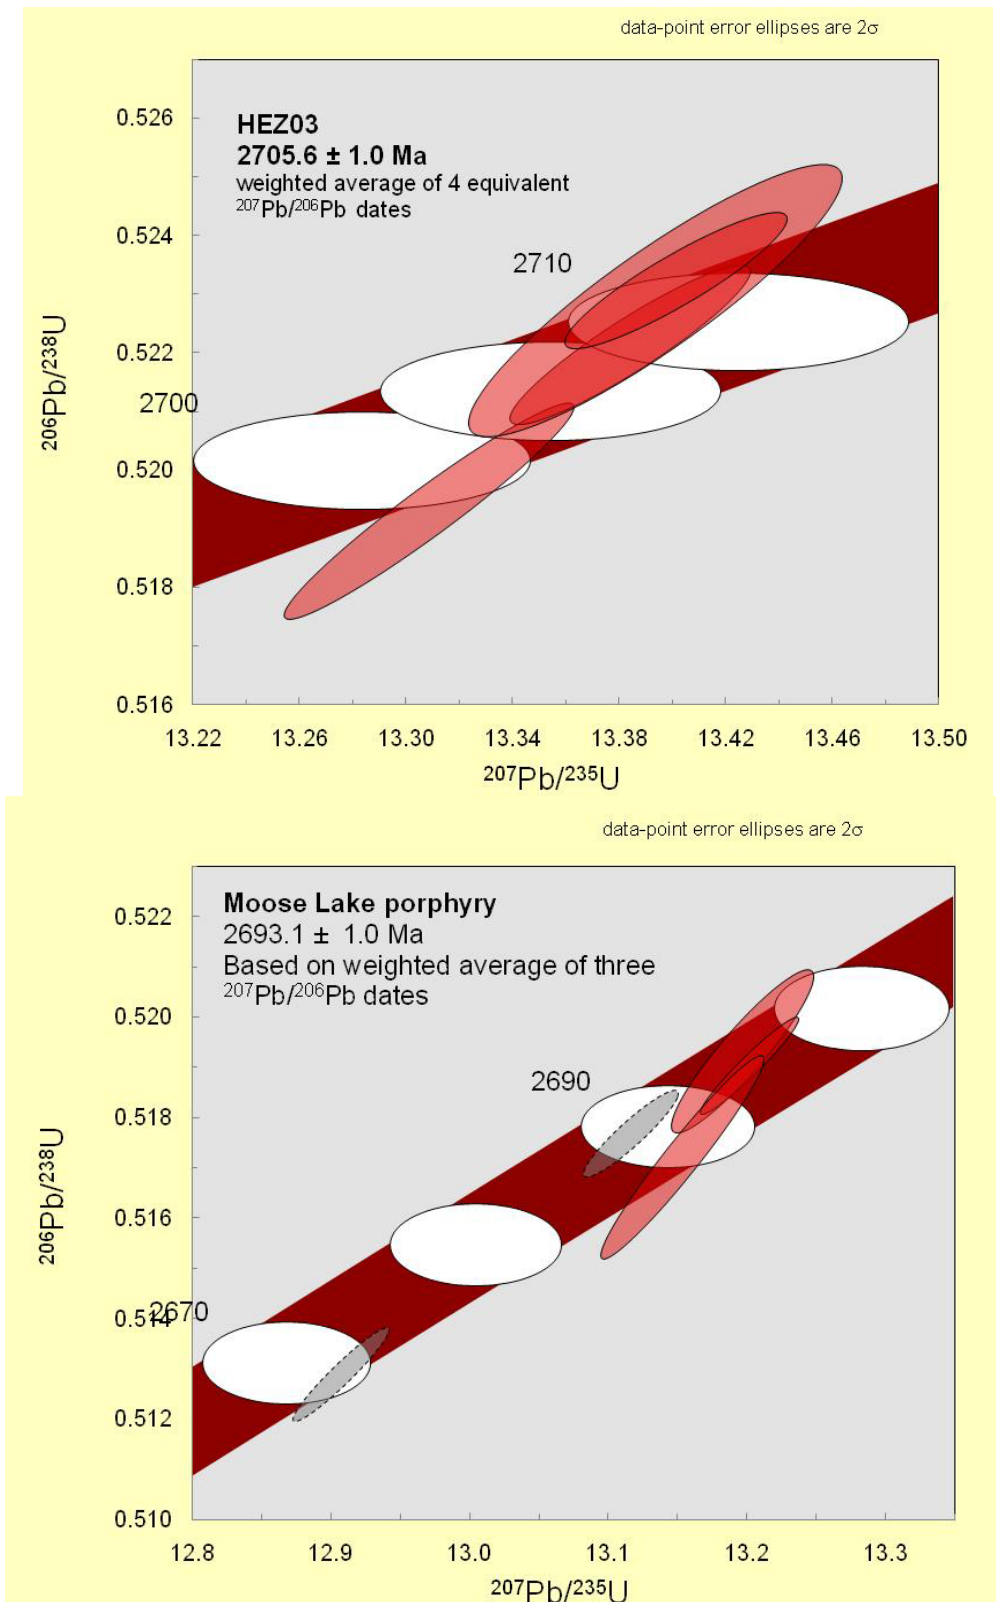 data-point error ellipses are 2σ
HEZ03
2705.6 ± 1.0 Ma
weighted average of 4 equivalent
²⁰⁷Pb/²⁰⁶Pb dates
0.526
0.524
2710
0.522
2700
0.520
0.518
0.516
²⁰⁶Pb/²³⁸U
13.22 13.26 13.30 13.34 13.38 13.42 13.46 13.50
²⁰⁷Pb/²³⁵U
data-point error ellipses are 2σ
Moose Lake porphyry
2693.1 ± 1.0 Ma
Based on weighted average of three
²⁰⁷Pb/²⁰⁶Pb dates
0.522
0.520
2690
0.518
0.516
0.514
2670
0.512
0.510
²⁰⁶Pb/²³⁸U
12.8 12.9 13.0 13.1 13.2 13.3
²⁰⁷Pb/²³⁵U